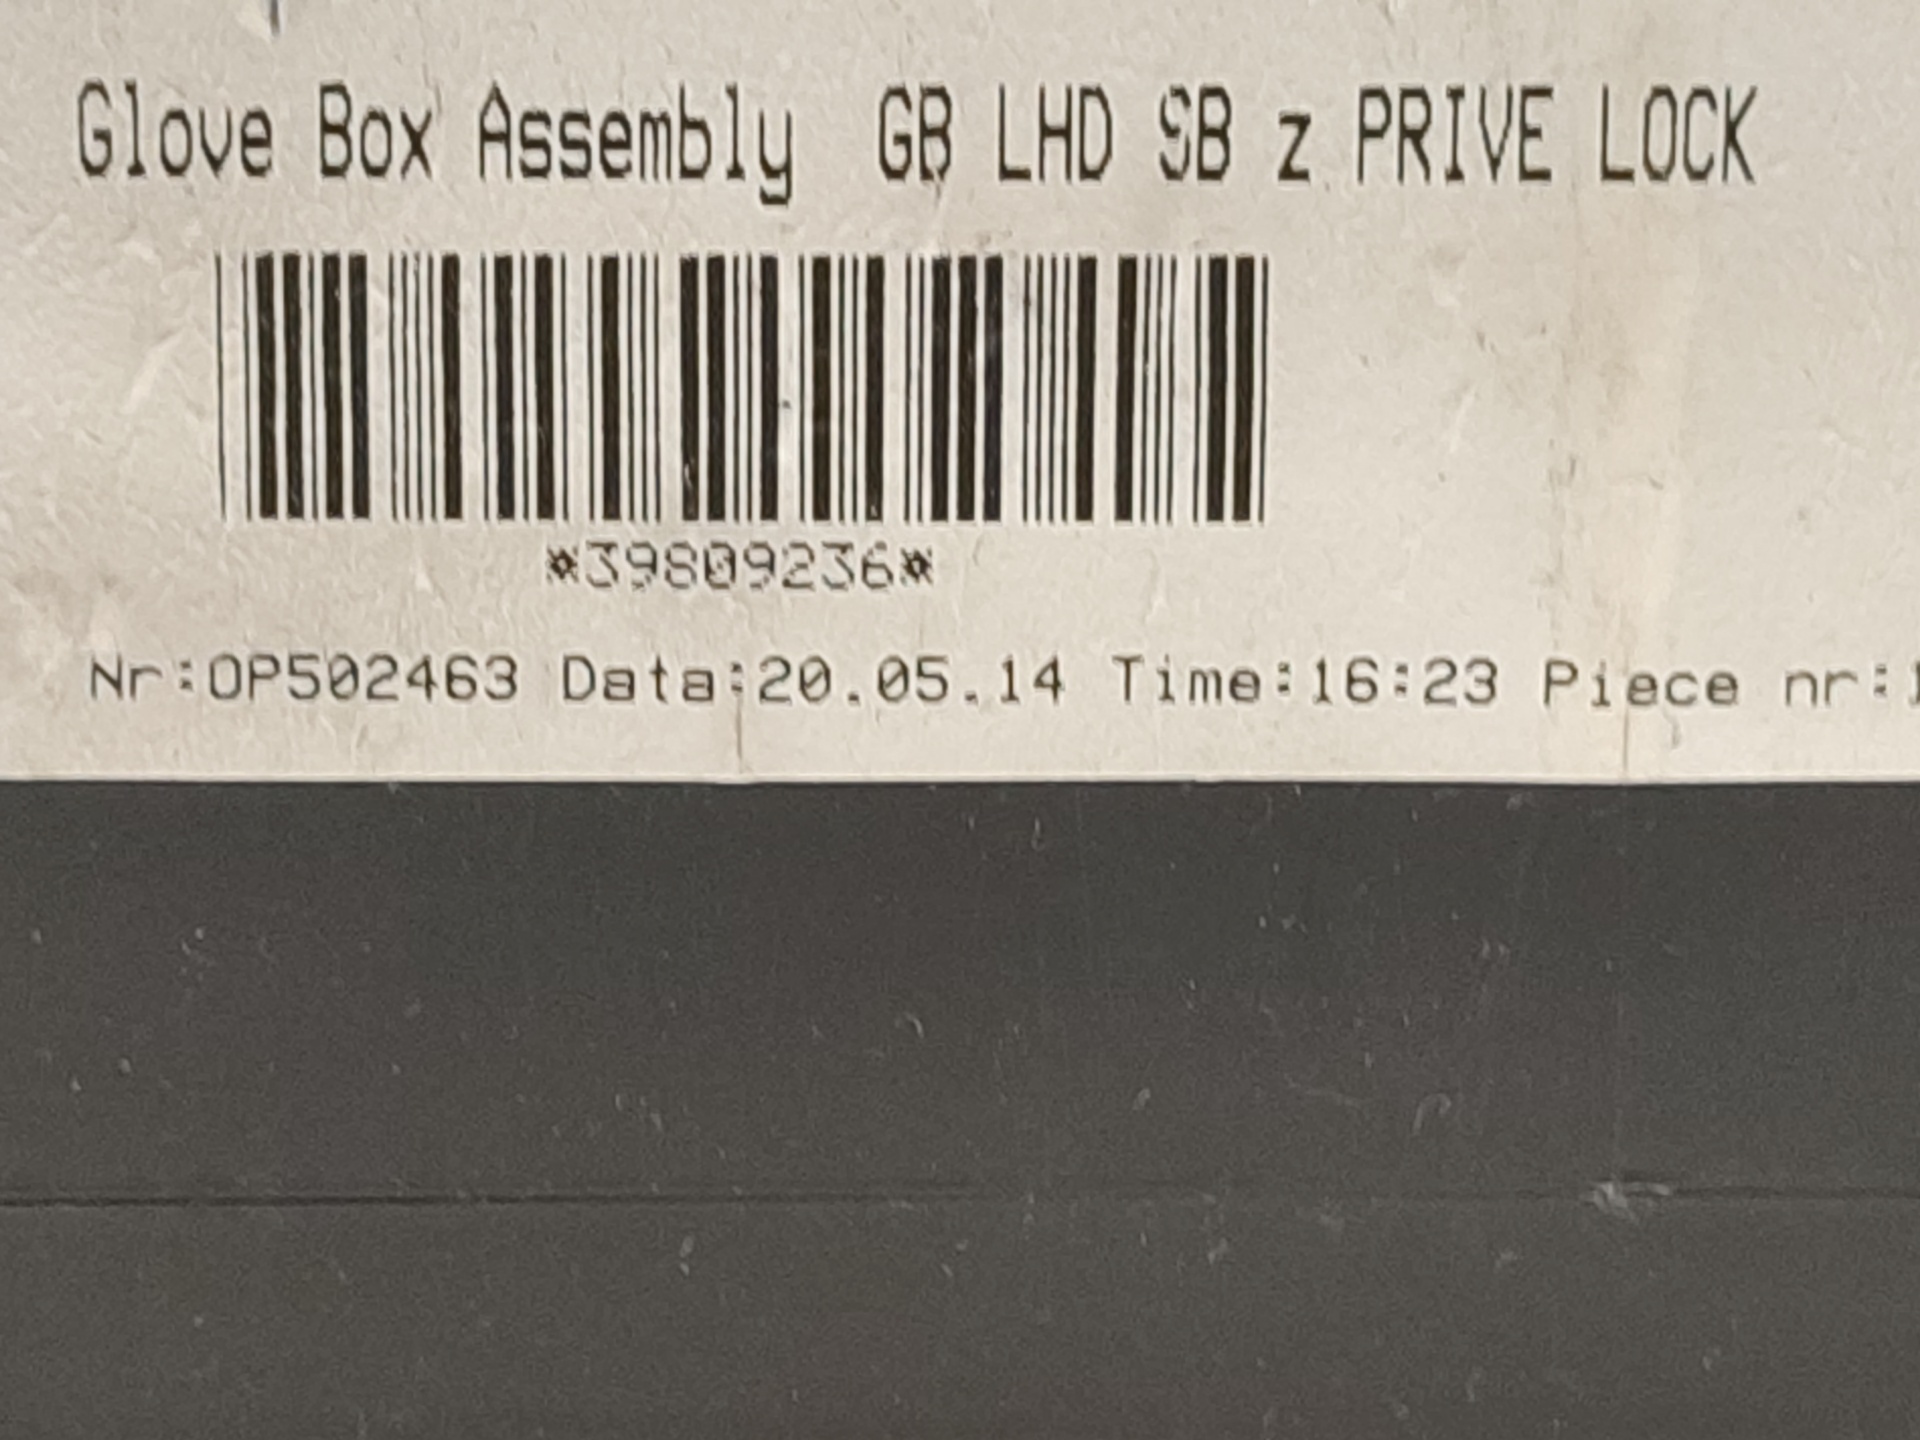 Glove Box Assembly GB LHD SB z PRIVE LOCK
*39809236*
Nr:OP502463 Data:20.05.14 Time:16:23 Piece nr: